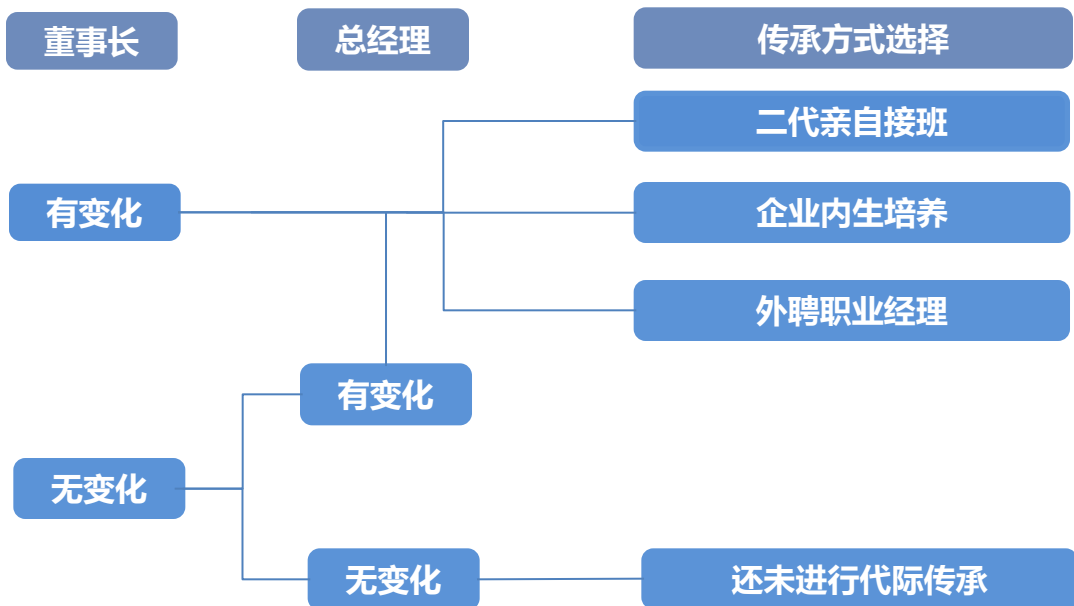 董事长
总经理
传承方式选择
二代亲自接班
有变化
企业内生培养
外聘职业经理
有变化
无变化
无变化
还未进行代际传承